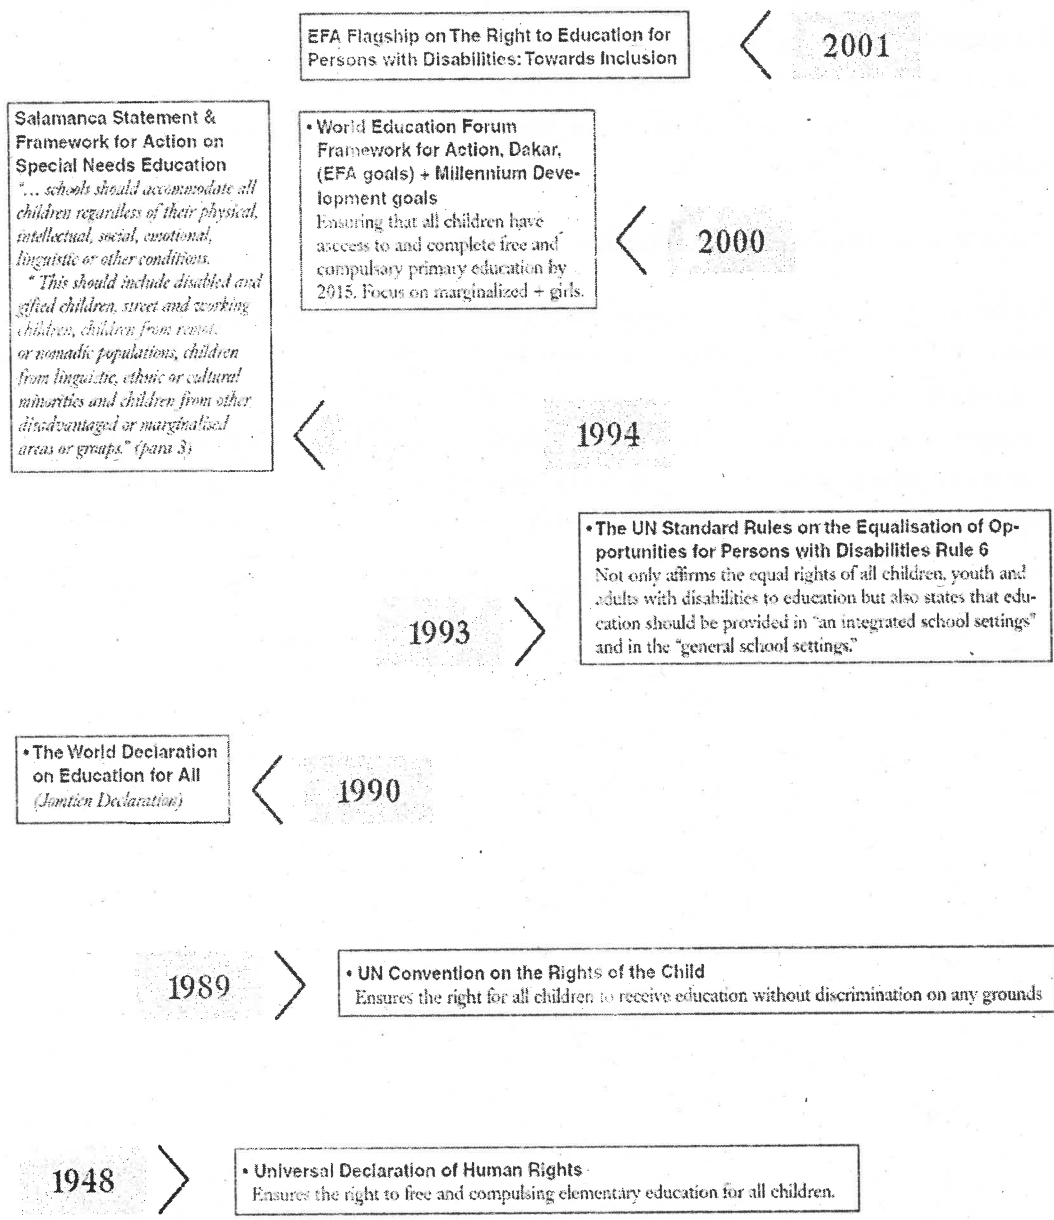 EFA Flagship on The Right to Education for
Persons with Disabilities: Towards Inclusion
2001
Salamanca Statement &
Framework for Action on
Special Needs Education
"... schools should accommodate all
children regardless of their physical,
intellectual, social, emotional,
linguistic or other conditions.
" This should include disabled and
gifted children, street and working
children, children from remot.
or nomadic populations, children
from linguistic, ethnic or cultural
minorities and children from other
disadvantaged or marginalised
areas or groups." (para 3)
• World Education Forum
Framework for Action, Dakar,
(EFA goals) + Millennium Deve-
lopment goals
Ensuring that all children have
asccess to and complete free and
compulsary primary education by
2015. Focus on marginalized + girls.
2000
1994
• The UN Standard Rules on the Equalisation of Op-
portunities for Persons with Disabilities Rule 6
Not only affirms the equal rights of all children, youth and
adults with disabilities to education but also states that edu-
cation should be provided in "an integrated school settings"
and in the "general school settings."
1993
• The World Declaration
on Education for All
(Jomtien Declaration)
1990
1989
• UN Convention on the Rights of the Child
Ensures the right for all children to receive education without discrimination on any grounds
1948
• Universal Declaration of Human Rights
Ensures the right to free and compulsing elementary education for all children.